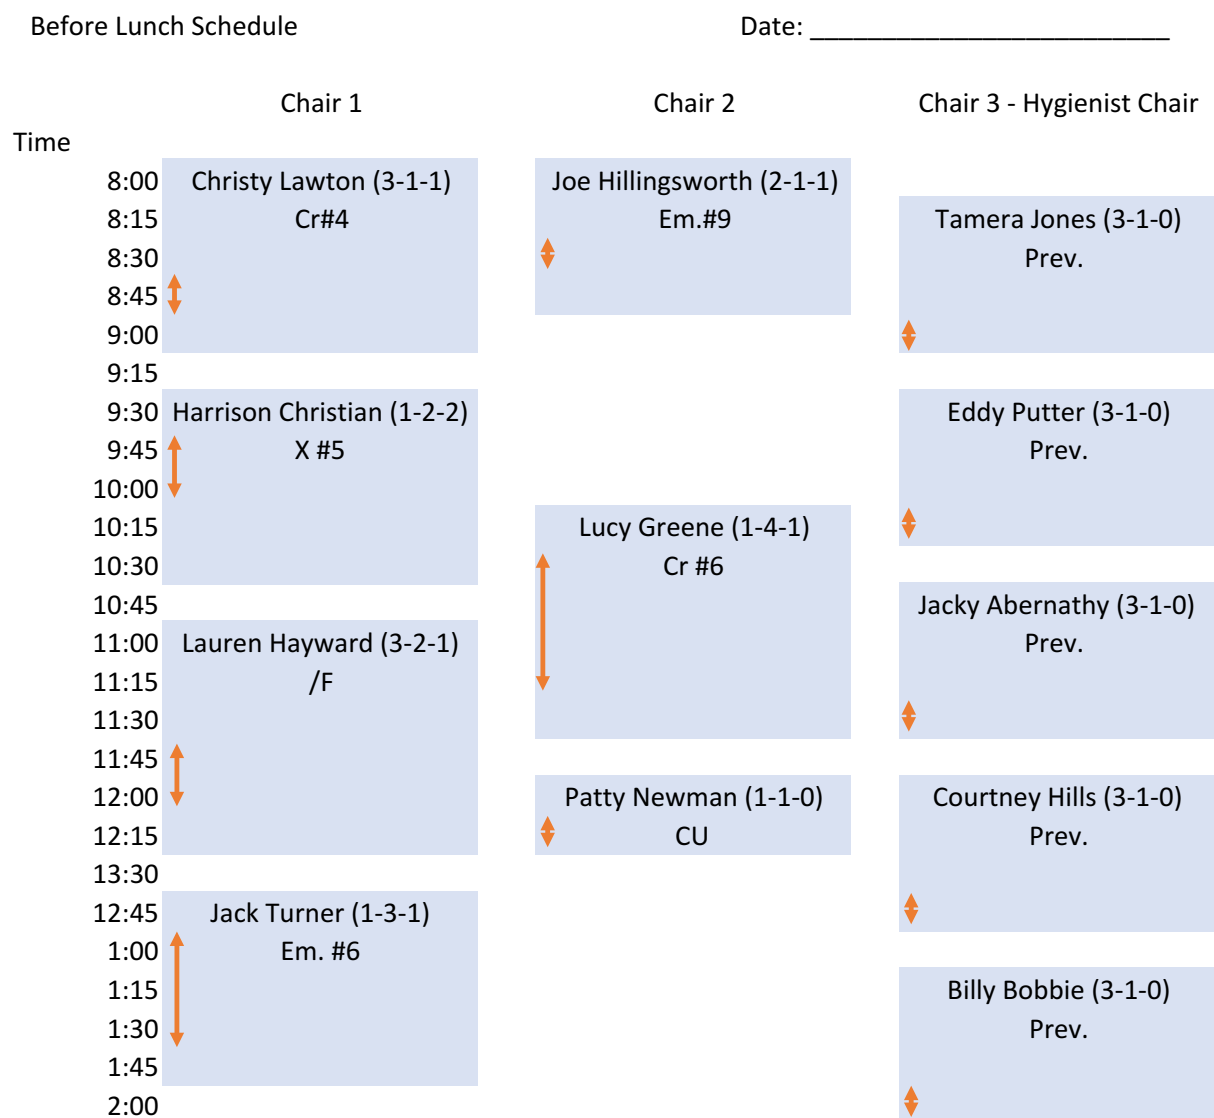 Before Lunch Schedule Date: __________________________
Chair 1 Chair 2 Chair 3 - Hygienist Chair
Time
8:00 Christy Lawton (3-1-1) Joe Hillingsworth (2-1-1)
8:15 Cr#4 Em.#9 Tamera Jones (3-1-0)
8:30 Prev.
8:45
9:00
9:15
9:30 Harrison Christian (1-2-2) Eddy Putter (3-1-0)
9:45 X #5 Prev.
10:00
10:15 Lucy Greene (1-4-1)
10:30 Cr #6
10:45 Jacky Abernathy (3-1-0)
11:00 Lauren Hayward (3-2-1) Prev.
11:15 /F
11:30
11:45
12:00 Patty Newman (1-1-0) Courtney Hills (3-1-0)
12:15 CU Prev.
13:30
12:45 Jack Turner (1-3-1)
1:00 Em. #6
1:15 Billy Bobbie (3-1-0)
1:30 Prev.
1:45
2:00